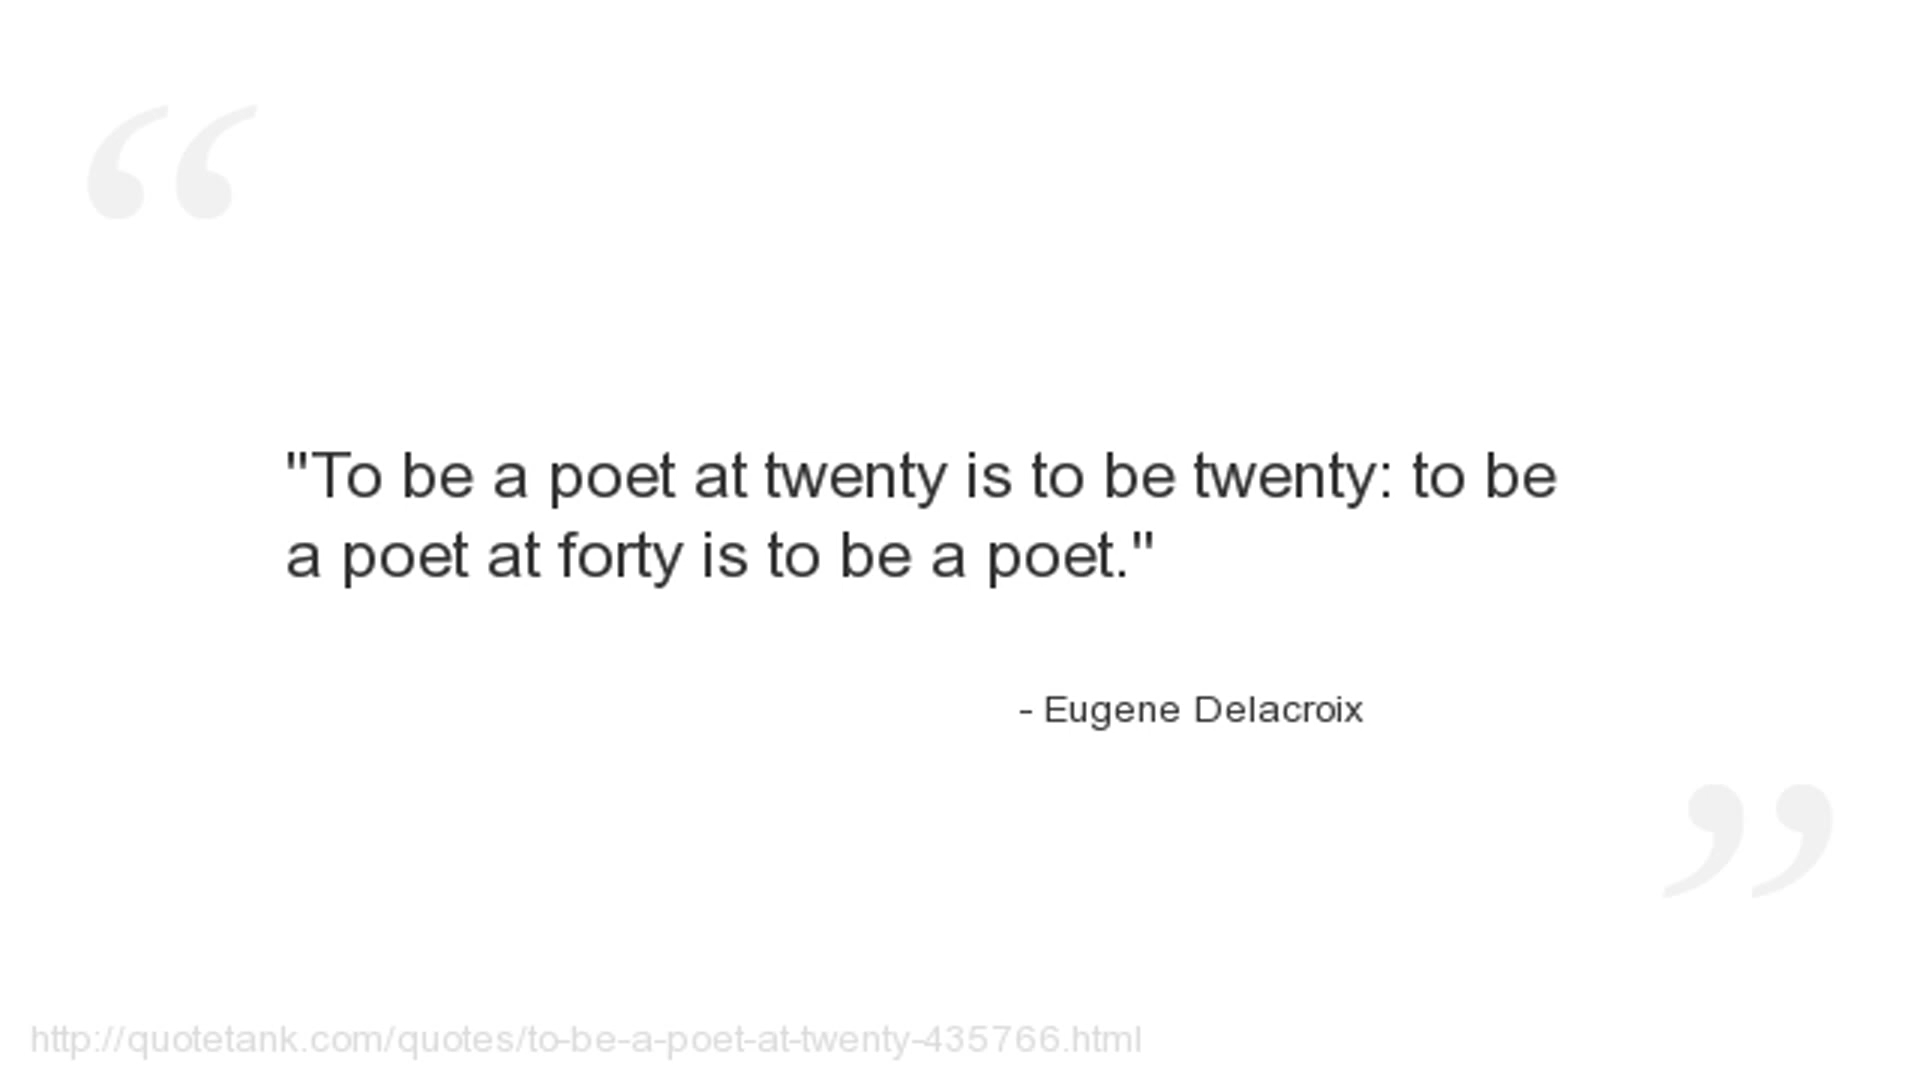 "To be a poet at twenty is to be twenty: to be
a poet at forty is to be a poet."
- Eugene Delacroix
http://quotetank.com/quotes/to-be-a-poet-at-twenty-435766.html